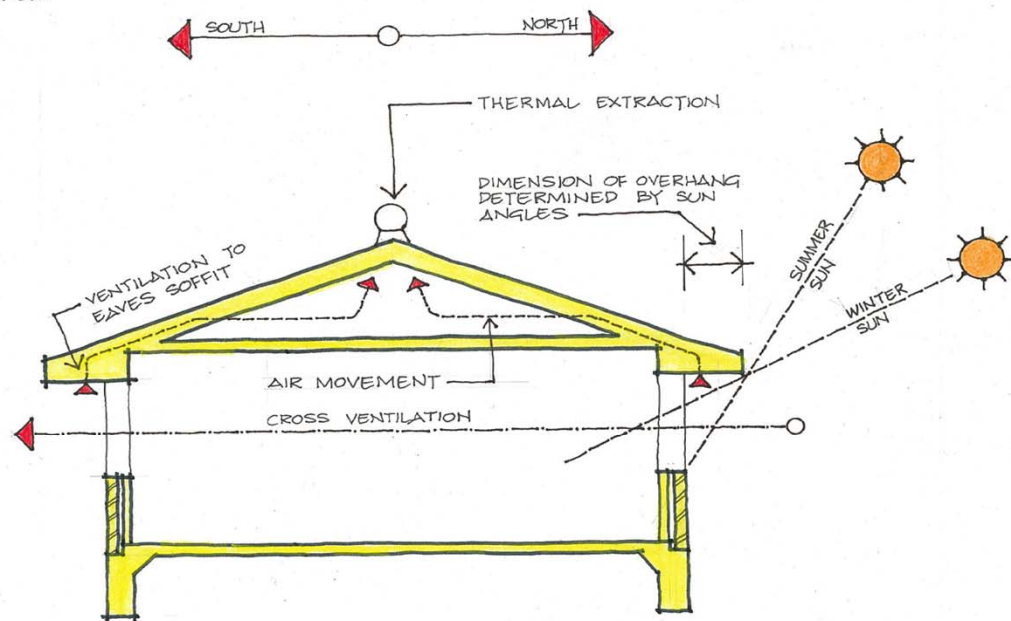 SOUTH
NORTH
THERMAL EXTRACTION
DIMENSION OF OVERHANG
DETERMINED BY SUN
ANGLES
VENTILATION TO
EAVES SOFFIT
SUMMER
SUN
WINTER
SUN
AIR MOVEMENT
CROSS VENTILATION